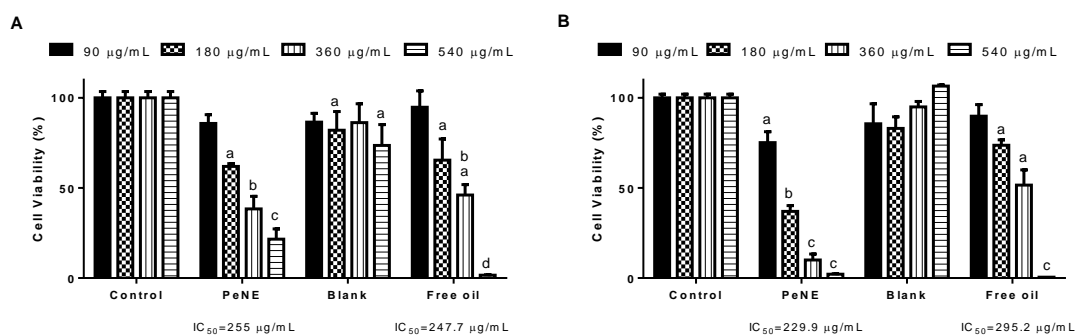 A
90 μg/mL 180 μg/mL 360 μg/mL 540 μg/mL
Cell Viability (%)
100
50
0
a
b
c
a
a
b
a
d
Control PeNE Blank Free oil
IC50=255 μg/mL IC50=247.7 μg/mL
B
90 μg/mL 180 μg/mL 360 μg/mL 540 μg/mL
Cell Viability (%)
100
50
0
a
b
c
c
a
a
c
Control PeNE Blank Free oil
IC50=229.9 μg/mL IC50=295.2 μg/mL